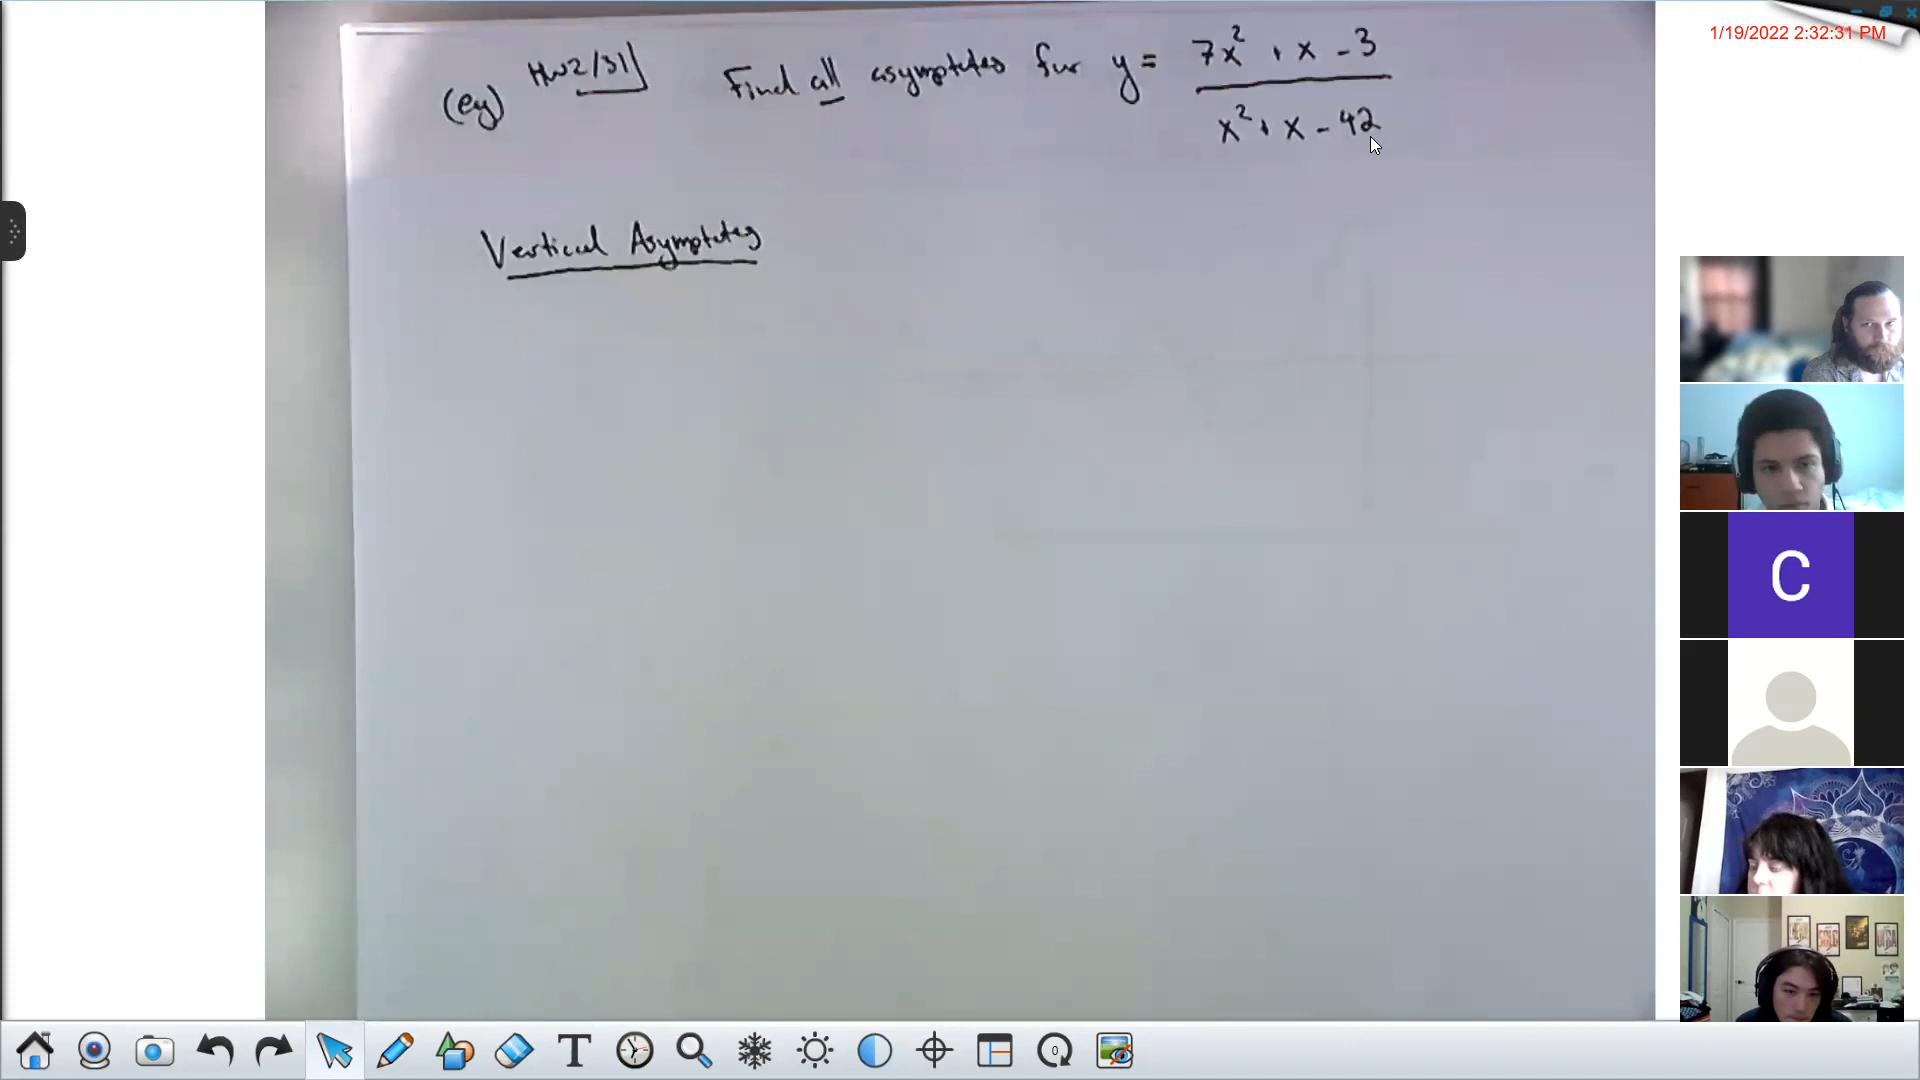 1/19/2022 2:32:31 PM
(eg) HW2/31 Find all asymptotes for y = 7x² + x - 3
x² + x - 42
Vertical Asymptotes
C
T
0